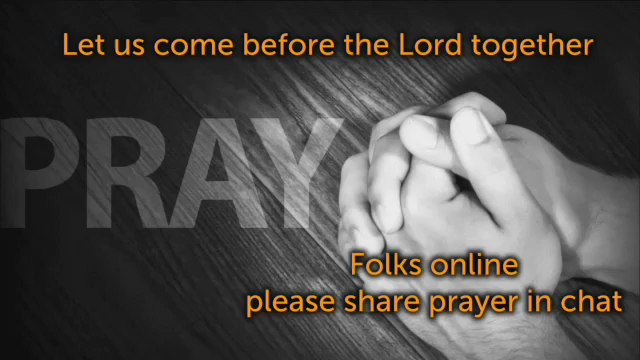 Let us come before the Lord together
PRAY
Folks online
please share prayer in chat